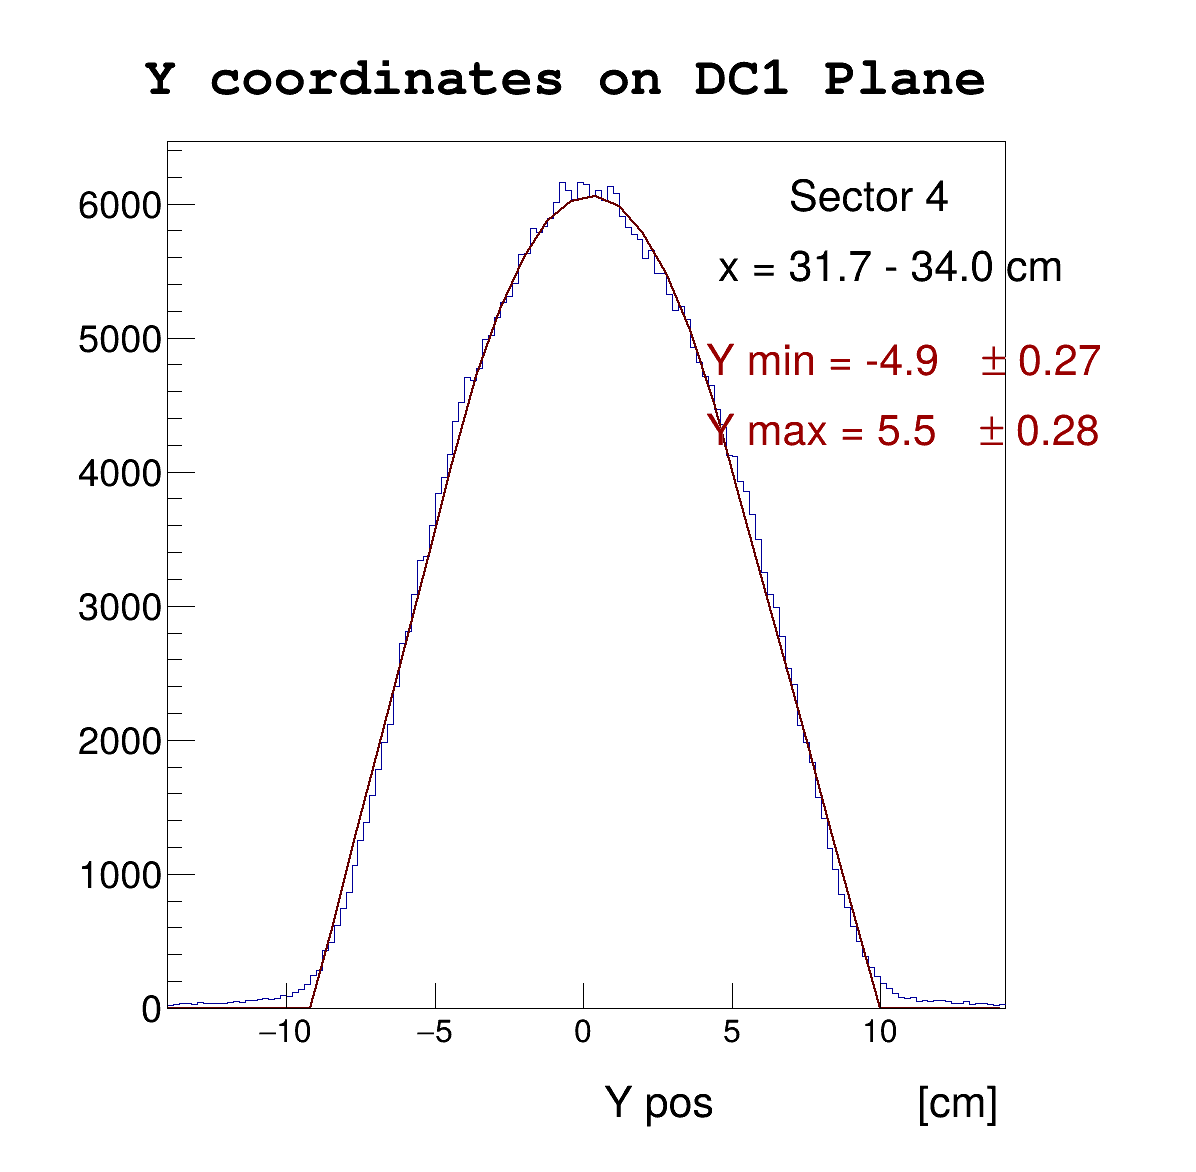 Y coordinates on DC1 Plane
Sector 4
x = 31.7 - 34.0 cm
Y min = -4.9 ± 0.27
Y max = 5.5 ± 0.28
6000
5000
4000
3000
2000
1000
0
−10 −5 0 5 10
Y pos [cm]